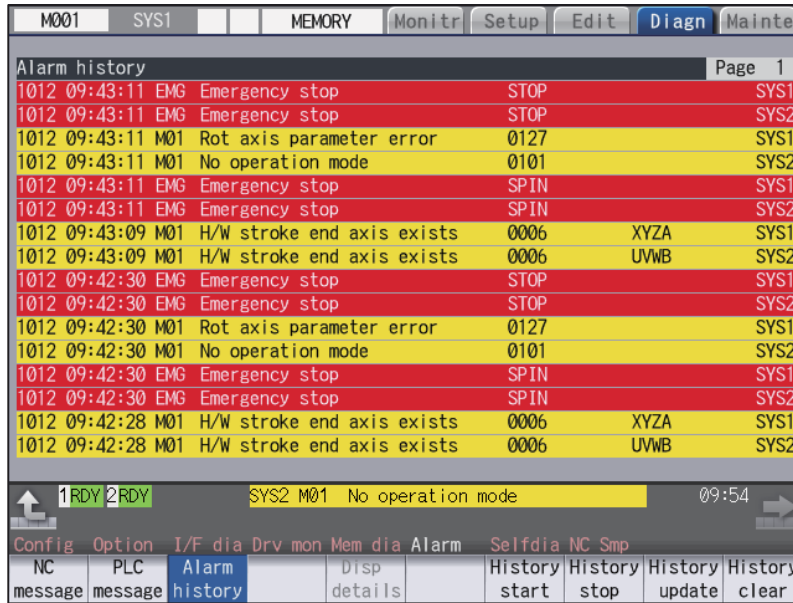 M001 SYS1 MEMORY Monitr Setup Edit Diagn Mainte
Alarm history Page 1
1012 09:43:11 EMG Emergency stop STOP SYS1
1012 09:43:11 EMG Emergency stop STOP SYS2
1012 09:43:11 M01 Rot axis parameter error 0127 SYS1
1012 09:43:11 M01 No operation mode 0101 SYS2
1012 09:43:11 EMG Emergency stop SPIN SYS1
1012 09:43:11 EMG Emergency stop SPIN SYS2
1012 09:43:09 M01 H/W stroke end axis exists 0006 XYZA SYS1
1012 09:43:09 M01 H/W stroke end axis exists 0006 UVWB SYS2
1012 09:42:30 EMG Emergency stop STOP SYS1
1012 09:42:30 EMG Emergency stop STOP SYS2
1012 09:42:30 M01 Rot axis parameter error 0127 SYS1
1012 09:42:30 M01 No operation mode 0101 SYS2
1012 09:42:30 EMG Emergency stop SPIN SYS1
1012 09:42:30 EMG Emergency stop SPIN SYS2
1012 09:42:28 M01 H/W stroke end axis exists 0006 XYZA SYS1
1012 09:42:28 M01 H/W stroke end axis exists 0006 UVWB SYS2
1RDY 2RDY SYS2 M01 No operation mode 09:54
Config Option I/F dia Drv mon Mem dia Alarm Selfdia NC Smp
NC PLC Alarm Disp History History History History
message message history details start stop update clear